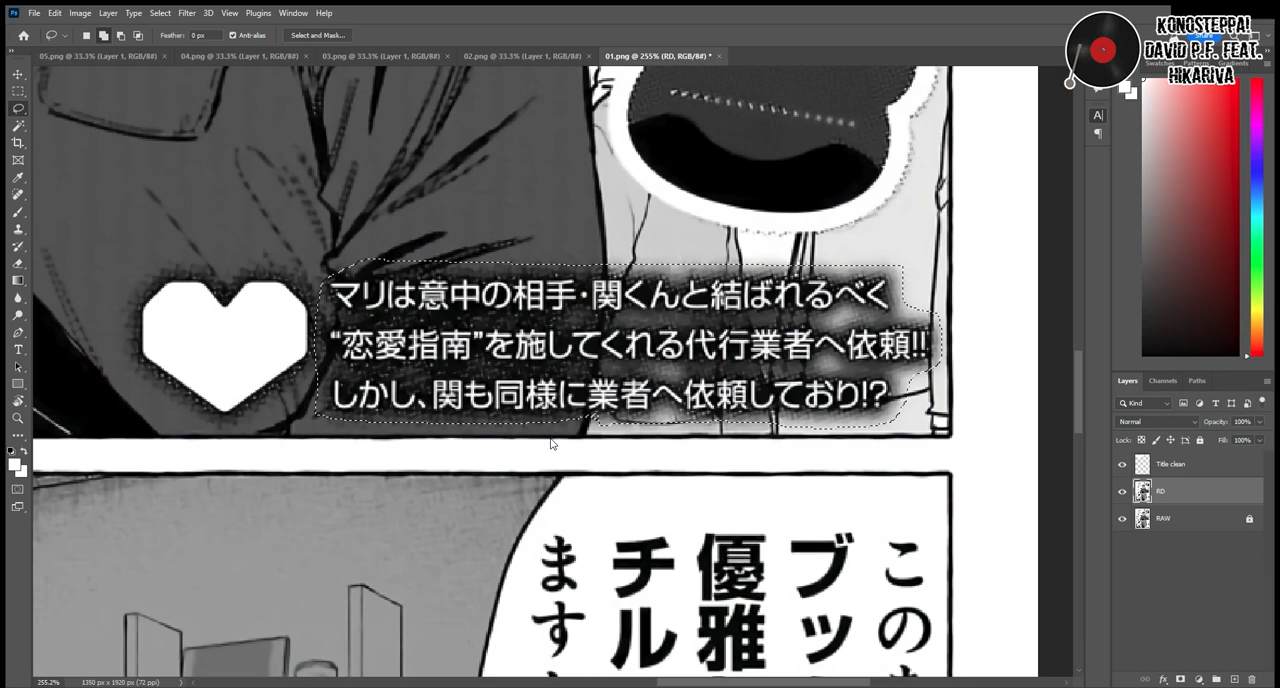 File Edit Image Layer Type Select Filter 3D View Plugins Window Help
Feather: 0 px Anti-alias Select and Mask...
05.png @ 33.3% (Layer 1, RGB/8#) × 04.png @ 33.3% (Layer 1, RGB/8#) × 03.png @ 33.3% (Layer 1, RGB/8#) × 02.png @ 33.3% (Layer 1, RGB/8#) × 01.png @ 255% (RD, RGB/8#) * ×
KONOSTEPPA!
DAVID P.F. FEAT.
HIKARIVA
Share
Swatches Patterns Gradients
マリは意中の相手・関くんと結ばれるべく
“恋愛指南”を施してくれる代行業者へ依頼!!
しかし、関も同様に業者へ依頼しており!?
この
ブッ
優雅
チル
ます
Layers Channels Paths
Kind
Normal Opacity: 100%
Lock: Fill: 100%
Title clean
RD
RAW
255.2% 1350 px x 1920 px (72 ppi)